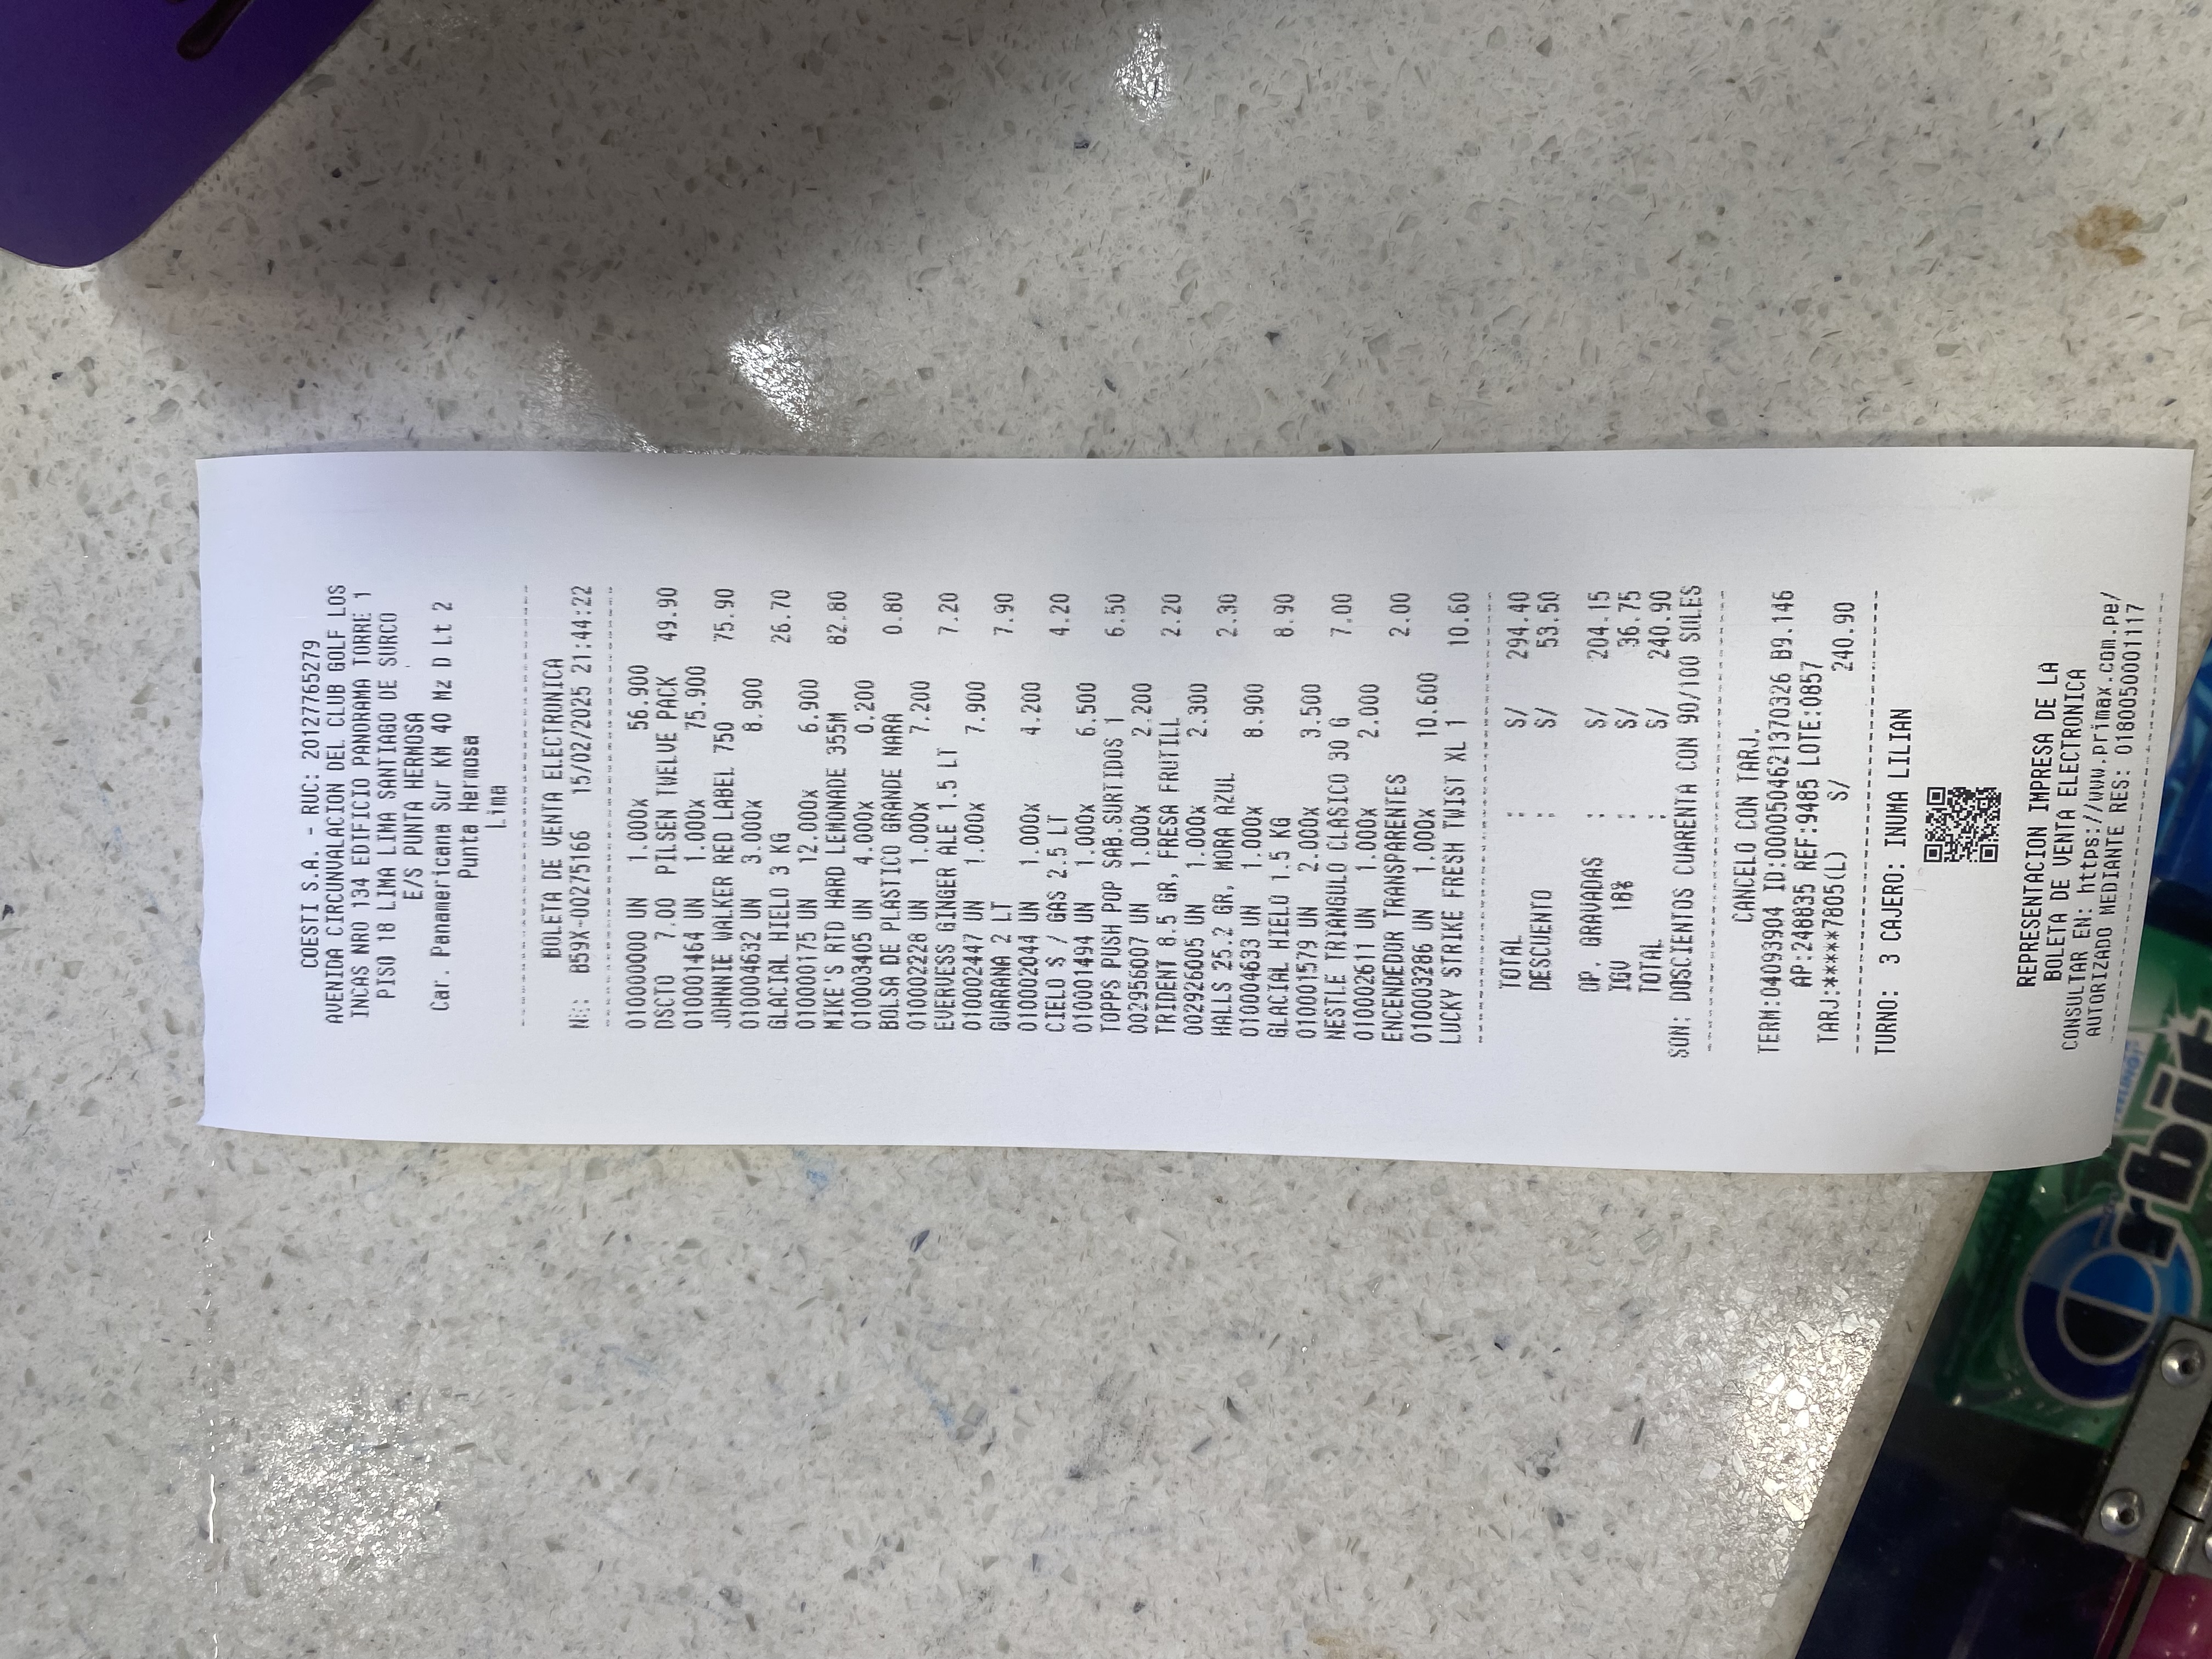 COESTI S.A. - RUC: 20127765279
AVENIDA CIRCUNVALACION DEL CLUB GOLF LOS
INCAS NRO 134 EDIFICIO PANORAMA TORRE 1
PISO 18 LIMA LIMA SANTIAGO DE SURCO
E/S PUNTA HERMOSA
Car. Panamericana Sur KM 40 Mz D Lt 2
Punta Hermosa
Lima
BOLETA DE VENTA ELECTRONICA
B59X-00275166 15/02/2025 21:44:22
010000000 UN 1.000x 56.900
DSCTO 7.00 PILSEN TWELVE PACK 49.90
010001464 UN 1.000x 75.900
JOHNNIE WALKER RED LABEL 750 75.90
010004632 UN 3.000x 8.900
GLACIAL HIELO 3 KG 26.70
010000175 UN 12.000x 6.900
MIKE'S RTD HARD LEMONADE 355M 82.80
010003405 UN 4.000x 0.200
BOLSA DE PLASTICO GRANDE NARA 0.80
010002228 UN 1.000x 7.200
EVERVESS GINGER ALE 1.5 LT 7.20
010002447 UN 1.000x 7.900
GUARANA 2 LT 7.90
010002044 UN 1.000x 4.200
CIELO S / GAS 2.5 LT 4.20
010001494 UN 1.000x 6.500
TOPPS PUSH POP SAB.SURTIDOS 1 6.50
002956007 UN 1.000x 2.200
TRIDENT 8.5 GR, FRESA FRUTILL 2.20
002926005 UN 1.000x 2.300
HALLS 25.2 GR, MORA AZUL 2.30
010004633 UN 1.000x 8.900
GLACIAL HIELO 1.5 KG 8.90
010001579 UN 2.000x 3.500
NESTLE TRIANGULO CLASICO 30 G 7.00
010002611 UN 1.000x 2.000
ENCENDEDOR TRANSPARENTES 2.00
010003286 UN 1.000x 10.600
LUCKY STRIKE FRESH TWIST XL 1 10.60
TOTAL : S/ 294.40
DESCUENTO : S/ 53.50
OP. GRAVADAS : S/ 204.15
IGV 18% : S/ 36.75
TOTAL : S/ 240.90
SON: DOSCIENTOS CUARENTA CON 90/100 SOLES
CANCELO CON TARJ.
TERM:04093904 ID:0000504621370326 B9.146
AP:248835 REF:9485 LOTE:0857
TARJ:*****7805(L) S/ 240.90
TURNO: 3 CAJERO: INUMA LILIAN
REPRESENTACION IMPRESA DE LA
BOLETA DE VENTA ELECTRONICA
CONSULTAR EN: https://www.primax.com.pe/
AUTORIZADO MEDIANTE RES: 0180050001117
Orbit